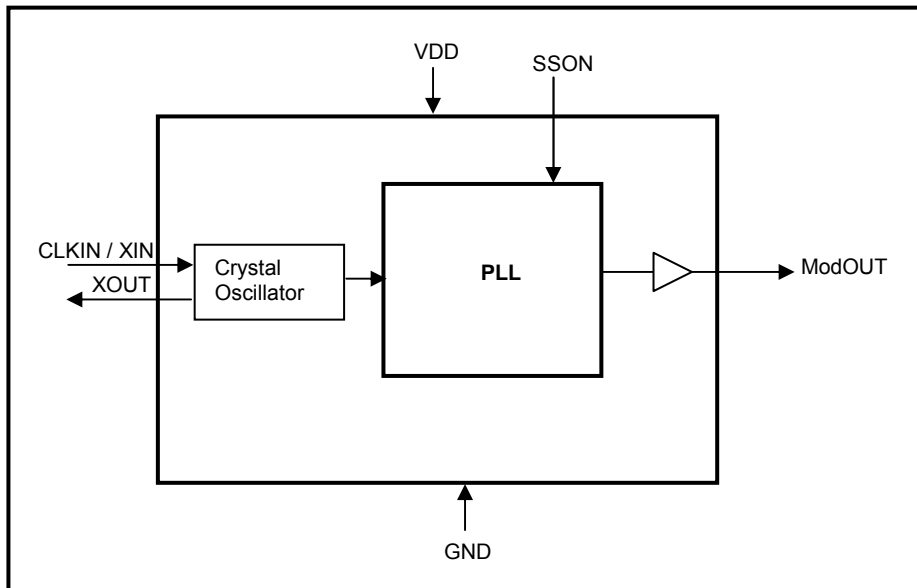 VDD
SSON
CLKIN / XIN
XOUT
Crystal
Oscillator
PLL
ModOUT
GND